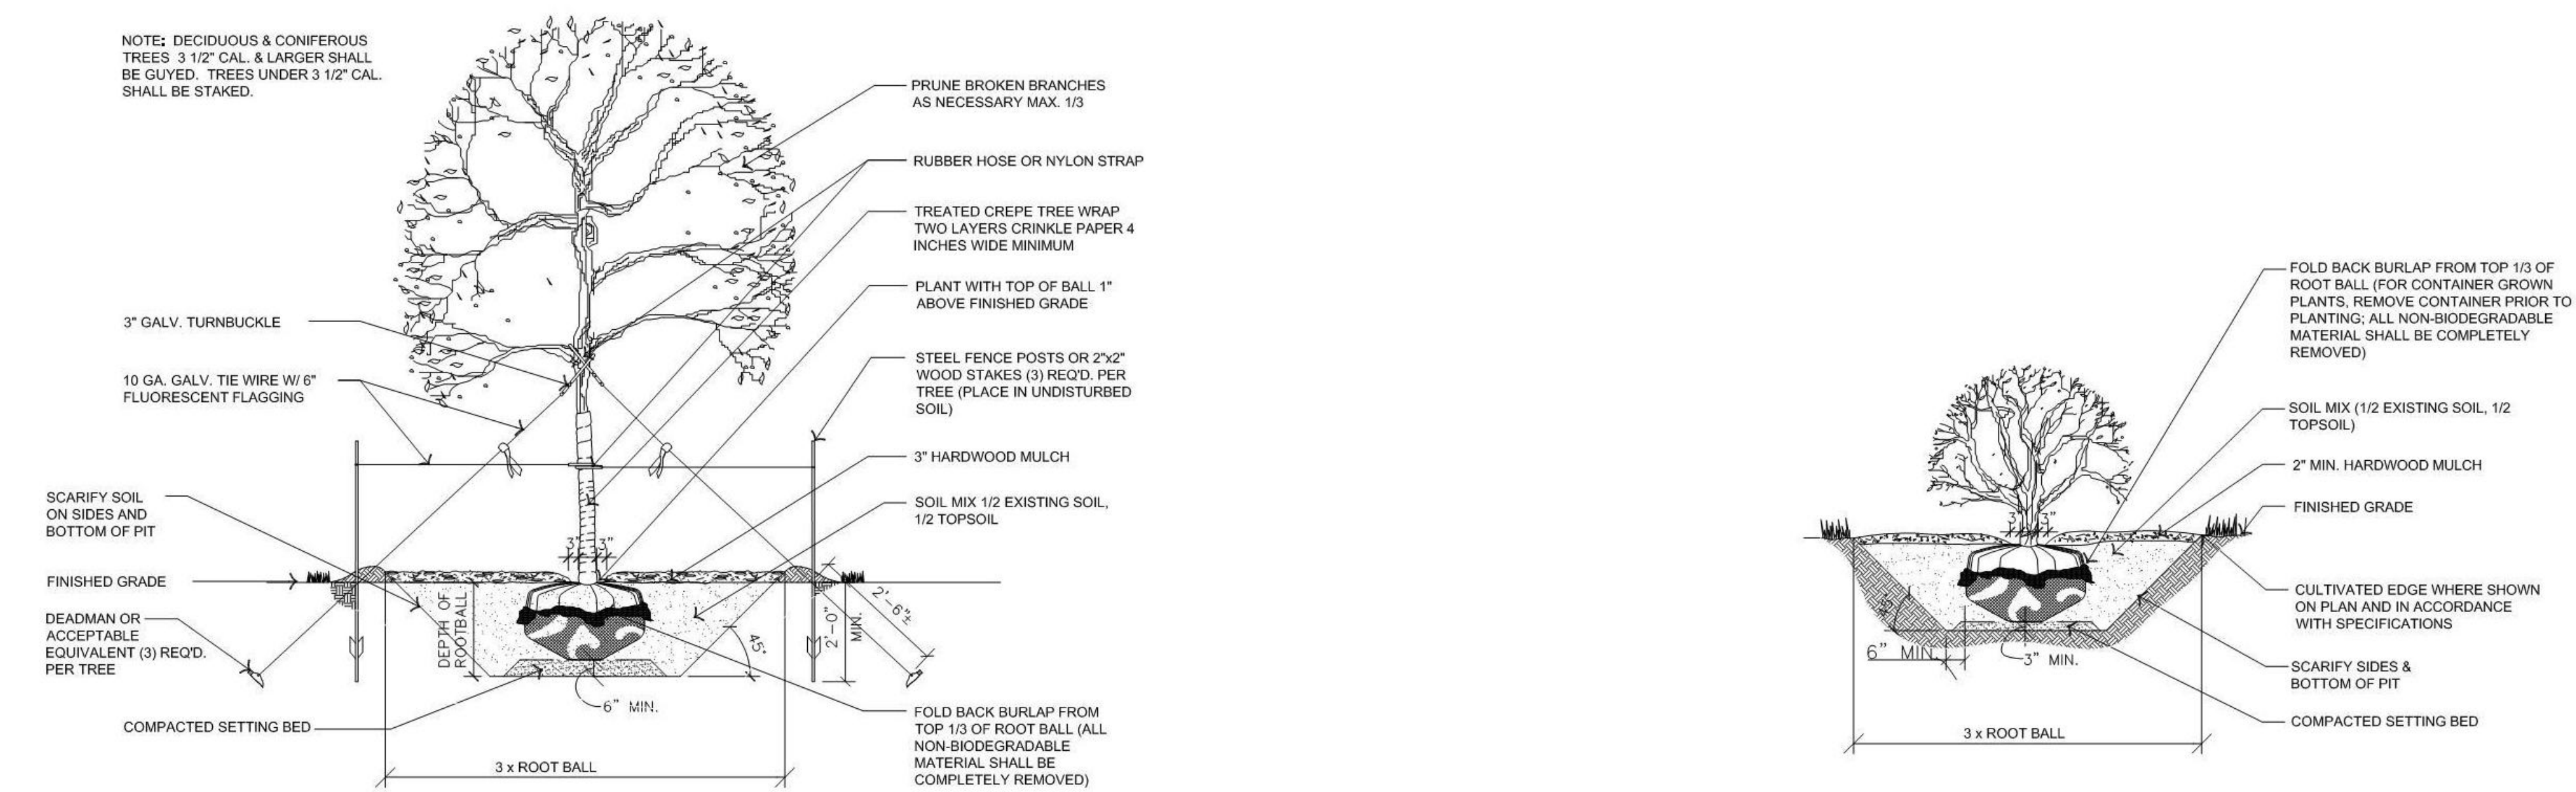 NOTE: DECIDUOUS & CONIFEROUS
TREES 3 1/2" CAL. & LARGER SHALL
BE GUYED. TREES UNDER 3 1/2" CAL.
SHALL BE STAKED.
3" GALV. TURNBUCKLE
10 GA. GALV. TIE WIRE W/ 6"
FLUORESCENT FLAGGING
SCARIFY SOIL
ON SIDES AND
BOTTOM OF PIT
FINISHED GRADE
DEADMAN OR
ACCEPTABLE
EQUIVALENT (3) REQ'D.
PER TREE
COMPACTED SETTING BED
PRUNE BROKEN BRANCHES
AS NECESSARY MAX. 1/3
RUBBER HOSE OR NYLON STRAP
TREATED CREPE TREE WRAP
TWO LAYERS CRINKLE PAPER 4
INCHES WIDE MINIMUM
PLANT WITH TOP OF BALL 1"
ABOVE FINISHED GRADE
STEEL FENCE POSTS OR 2"x2"
WOOD STAKES (3) REQ'D. PER
TREE (PLACE IN UNDISTURBED
SOIL)
3" HARDWOOD MULCH
SOIL MIX 1/2 EXISTING SOIL,
1/2 TOPSOIL
FOLD BACK BURLAP FROM
TOP 1/3 OF ROOT BALL (ALL
NON-BIODEGRADABLE
MATERIAL SHALL BE
COMPLETELY REMOVED)
3"
3"
DEPTH OF
ROOTBALL
45°
2'-0"
MIN.
2'-6"±
6" MIN.
3 x ROOT BALL
FOLD BACK BURLAP FROM TOP 1/3 OF
ROOT BALL (FOR CONTAINER GROWN
PLANTS, REMOVE CONTAINER PRIOR TO
PLANTING; ALL NON-BIODEGRADABLE
MATERIAL SHALL BE COMPLETELY
REMOVED)
SOIL MIX (1/2 EXISTING SOIL, 1/2
TOPSOIL)
2" MIN. HARDWOOD MULCH
FINISHED GRADE
CULTIVATED EDGE WHERE SHOWN
ON PLAN AND IN ACCORDANCE
WITH SPECIFICATIONS
SCARIFY SIDES &
BOTTOM OF PIT
COMPACTED SETTING BED
3"
3"
45°
6" MIN.
3" MIN.
3 x ROOT BALL